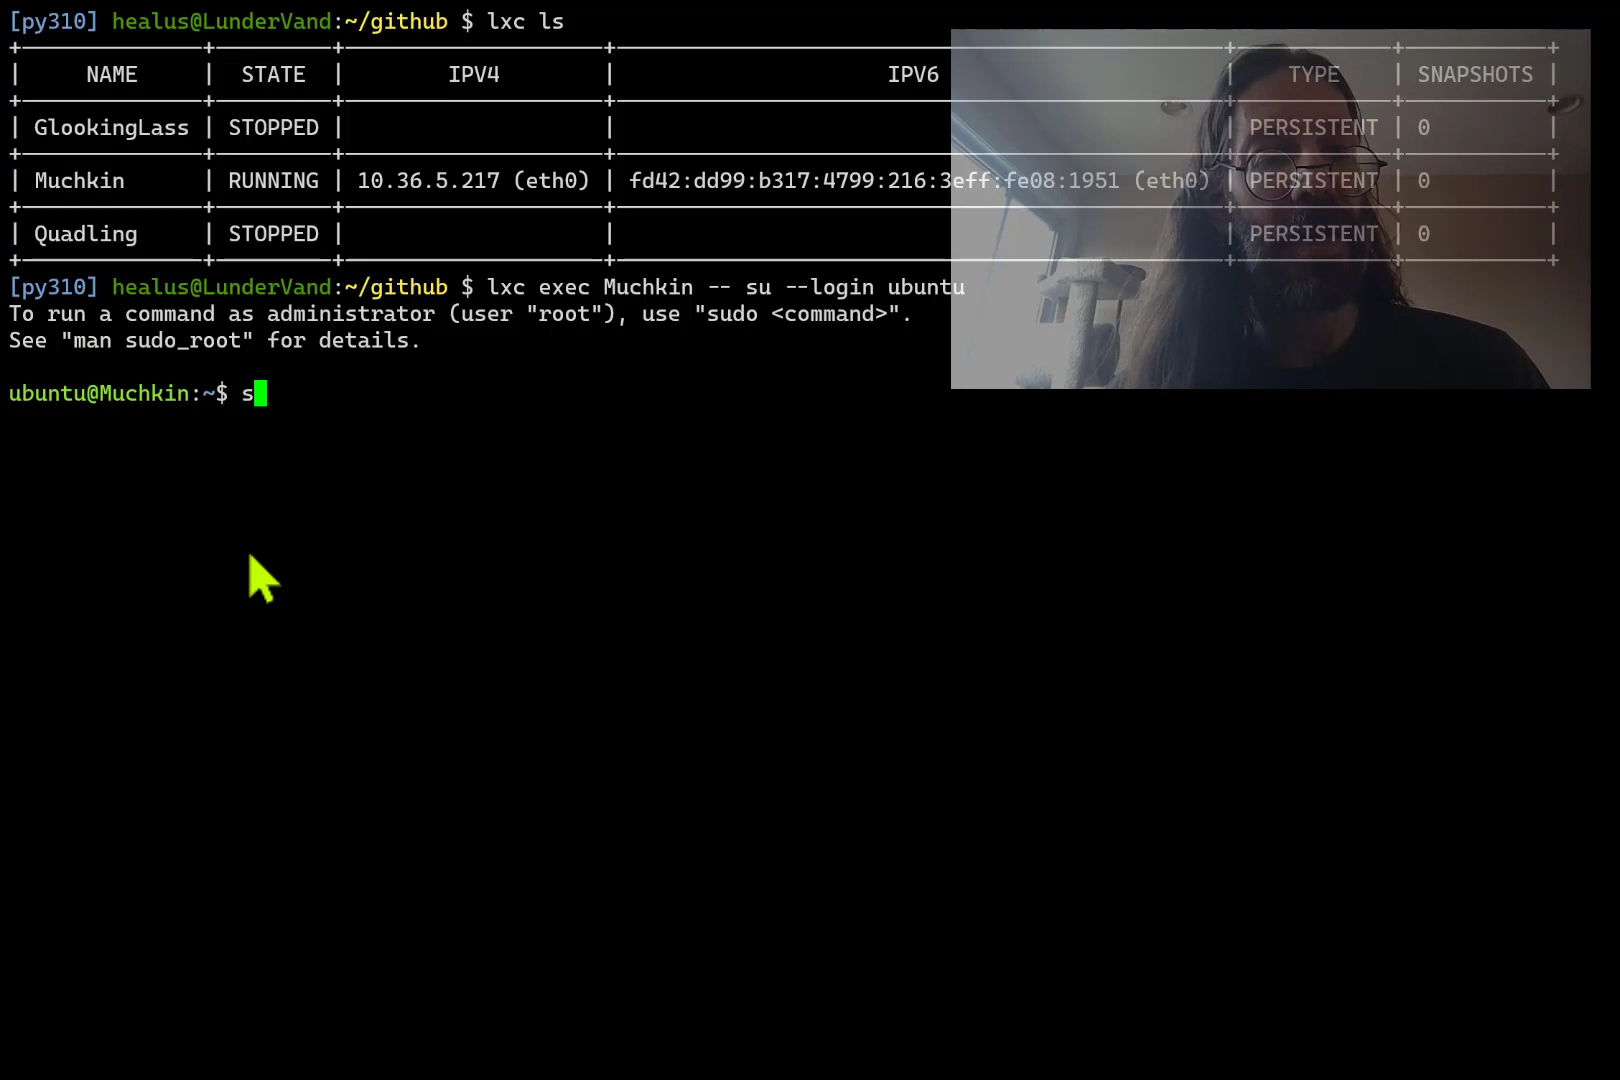 [py310] healus@LunderVand:~/github $ lxc ls
| NAME | STATE | IPV4 | IPV6 | TYPE | SNAPSHOTS |
| GlookingLass | STOPPED | | | PERSISTENT | 0 |
| Muchkin | RUNNING | 10.36.5.217 (eth0) | fd42:dd99:b317:4799:216:3eff:fe08:1951 (eth0) | PERSISTENT | 0 |
| Quadling | STOPPED | | | PERSISTENT | 0 |
[py310] healus@LunderVand:~/github $ lxc exec Muchkin -- su --login ubuntu
To run a command as administrator (user "root"), use "sudo <command>".
See "man sudo_root" for details.
ubuntu@Muchkin:~$ s